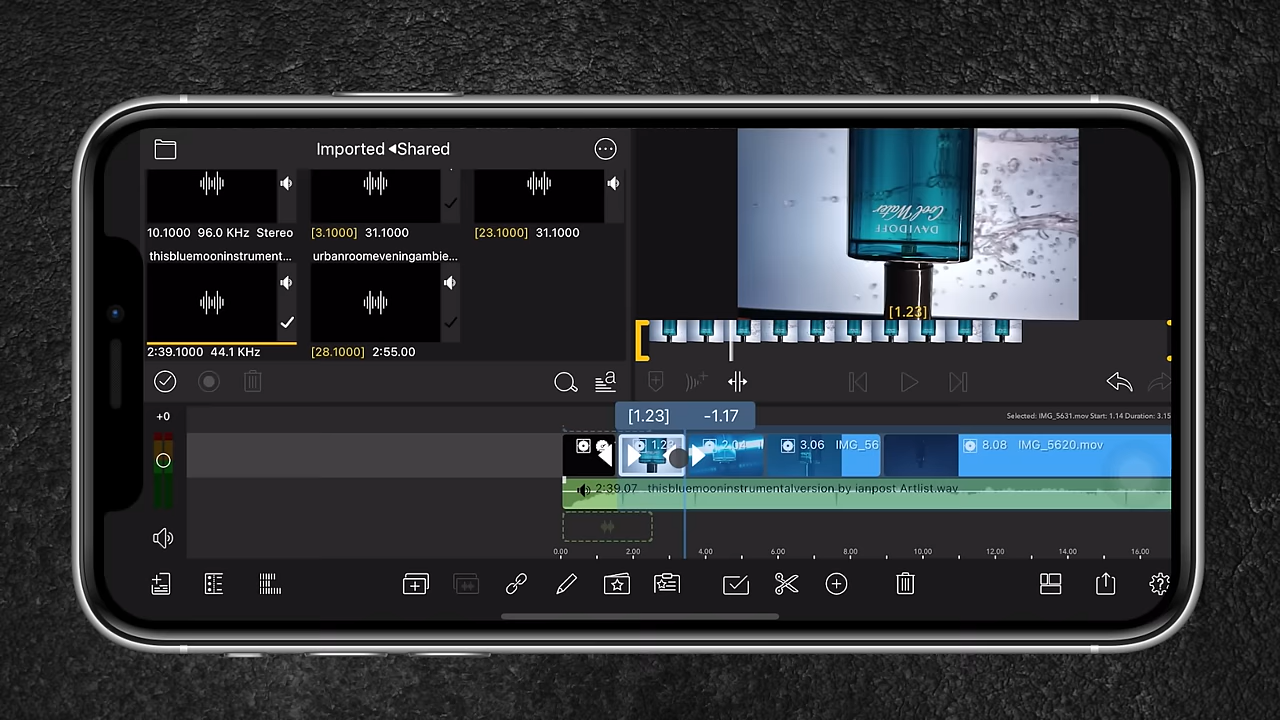 Imported ◀Shared
10.1000 96.0 KHz Stereo
[3.1000] 31.1000
[23.1000] 31.1000
thisbluemooninstrument...
urbanroomeveningambie...
2:39.1000 44.1 KHz
[28.1000] 2:55.00
Cool Water
DAVIDOFF
[1.23]
+0
[1.23] -1.17
Selected: IMG_5631.mov Start: 1.14 Duration: 3.15
2.04
3.06 IMG_56
8.08 IMG_5620.mov
2:39.07 thisbluemooninstrumentalversion by ianpost Artlist.wav
0.00 2.00 4.00 6.00 8.00 10.00 12.00 14.00 16.00